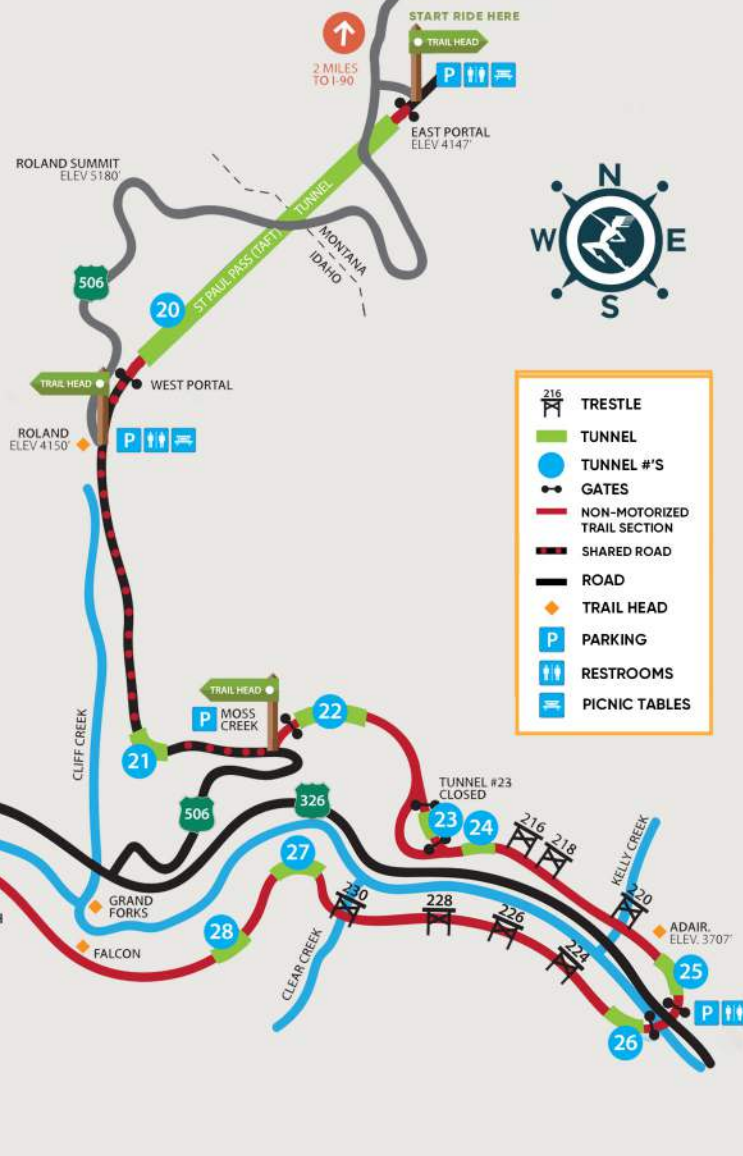 START RIDE HERE
TRAIL HEAD
2 MILES
TO I-90
P
EAST PORTAL
ELEV 4147'
ROLAND SUMMIT
ELEV 5180'
ST PAUL PASS (TAFT) TUNNEL
MONTANA
IDAHO
N
W
E
S
506
20
TRAIL HEAD
WEST PORTAL
ROLAND
ELEV 4150'
P
216
TRESTLE
TUNNEL
TUNNEL #'S
GATES
NON-MOTORIZED
TRAIL SECTION
SHARED ROAD
ROAD
TRAIL HEAD
P
PARKING
RESTROOMS
PICNIC TABLES
TRAIL HEAD
P
MOSS
CREEK
22
21
CLIFF CREEK
TUNNEL #23
CLOSED
506
326
23
24
216
218
KELLY CREEK
27
230
228
226
224
220
GRAND
FORKS
ADAIR.
ELEV. 3707'
28
FALCON
CLEAR CREEK
25
P
26